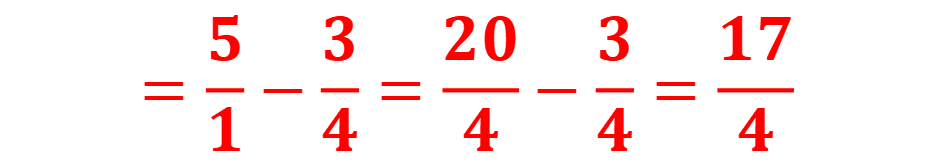 = 5/1 − 3/4 = 20/4 − 3/4 = 17/4